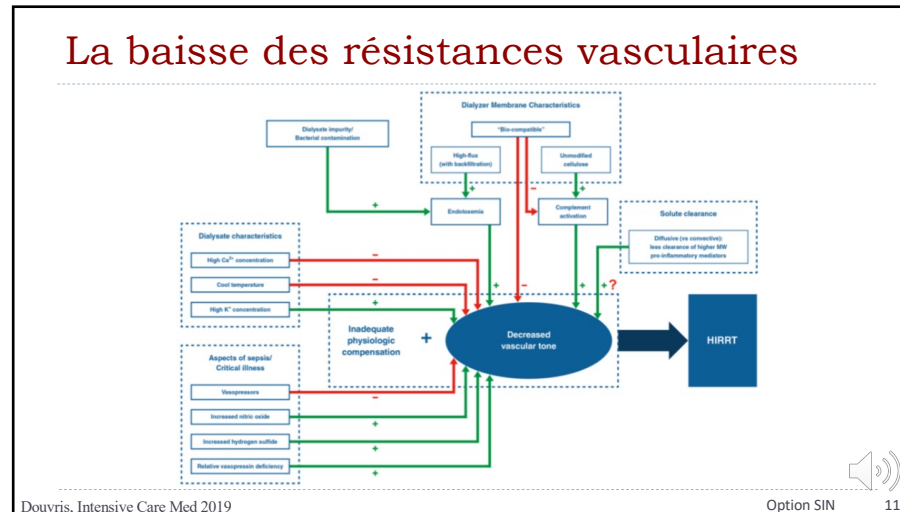 La baisse des résistances vasculaires
Dialyzer Membrane Characteristics
"Bio-compatible"
Dialysate impurity/
Bacterial contamination
High-flux
(with backfiltration)
Unmodified
cellulose
+
+
–
+
Endotoxemia
Complement
activation
Solute clearance
Diffusive (vs convective):
less clearance of higher MW
pro-inflammatory mediators
Dialysate characteristics
High Ca²⁺ concentration
–
Cool temperature
–
High K⁺ concentration
+
+
–
+
+?
Inadequate
physiologic
compensation
+
Decreased
vascular tone
HIRRT
Aspects of sepsis/
Critical illness
Vasopressors
–
Increased nitric oxide
+
Increased hydrogen sulfide
+
Relative vasopressin deficiency
+
Douvris, Intensive Care Med 2019
Option SIN
11